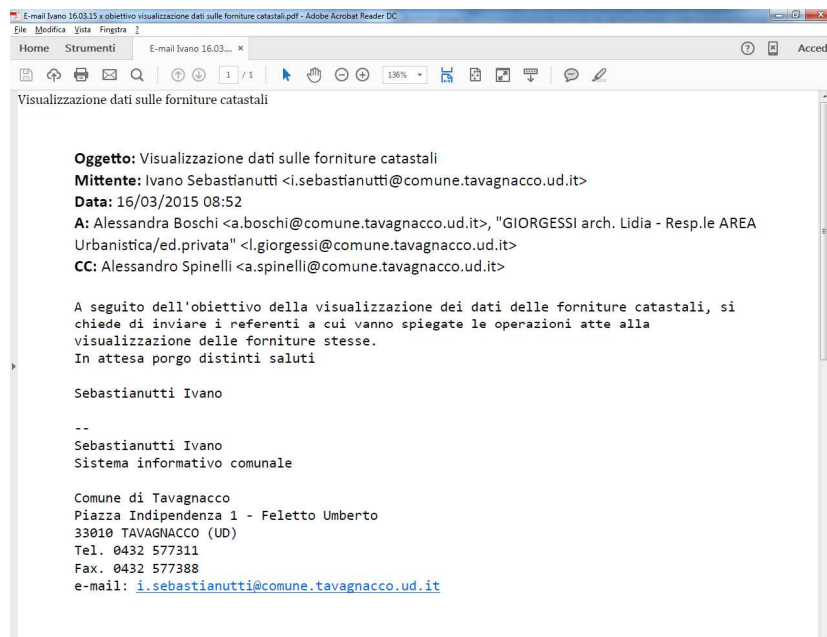 E-mail Ivano 16.03.15 x obiettivo visualizzazione dati sulle forniture catastali.pdf - Adobe Acrobat Reader DC
File Modifica Vista Fingestra ?
Home Strumenti E-mail Ivano 16.03.... × Acced
1 / 1 136%
Visualizzazione dati sulle forniture catastali
Oggetto: Visualizzazione dati sulle forniture catastali
Mittente: Ivano Sebastianutti <i.sebastianutti@comune.tavagnacco.ud.it>
Data: 16/03/2015 08:52
A: Alessandra Boschi <a.boschi@comune.tavagnacco.ud.it>, "GIORGESSI arch. Lidia - Resp.le AREA
Urbanistica/ed.privata" <l.giorgessi@comune.tavagnacco.ud.it>
CC: Alessandro Spinelli <a.spinelli@comune.tavagnacco.ud.it>
A seguito dell'obiettivo della visualizzazione dei dati delle forniture catastali, si
chiede di inviare i referenti a cui vanno spiegate le operazioni atte alla
visualizzazione delle forniture stesse.
In attesa porgo distinti saluti
Sebastianutti Ivano
--
Sebastianutti Ivano
Sistema informativo comunale
Comune di Tavagnacco
Piazza Indipendenza 1 - Feletto Umberto
33010 TAVAGNACCO (UD)
Tel. 0432 577311
Fax. 0432 577388
e-mail: i.sebastianutti@comune.tavagnacco.ud.it